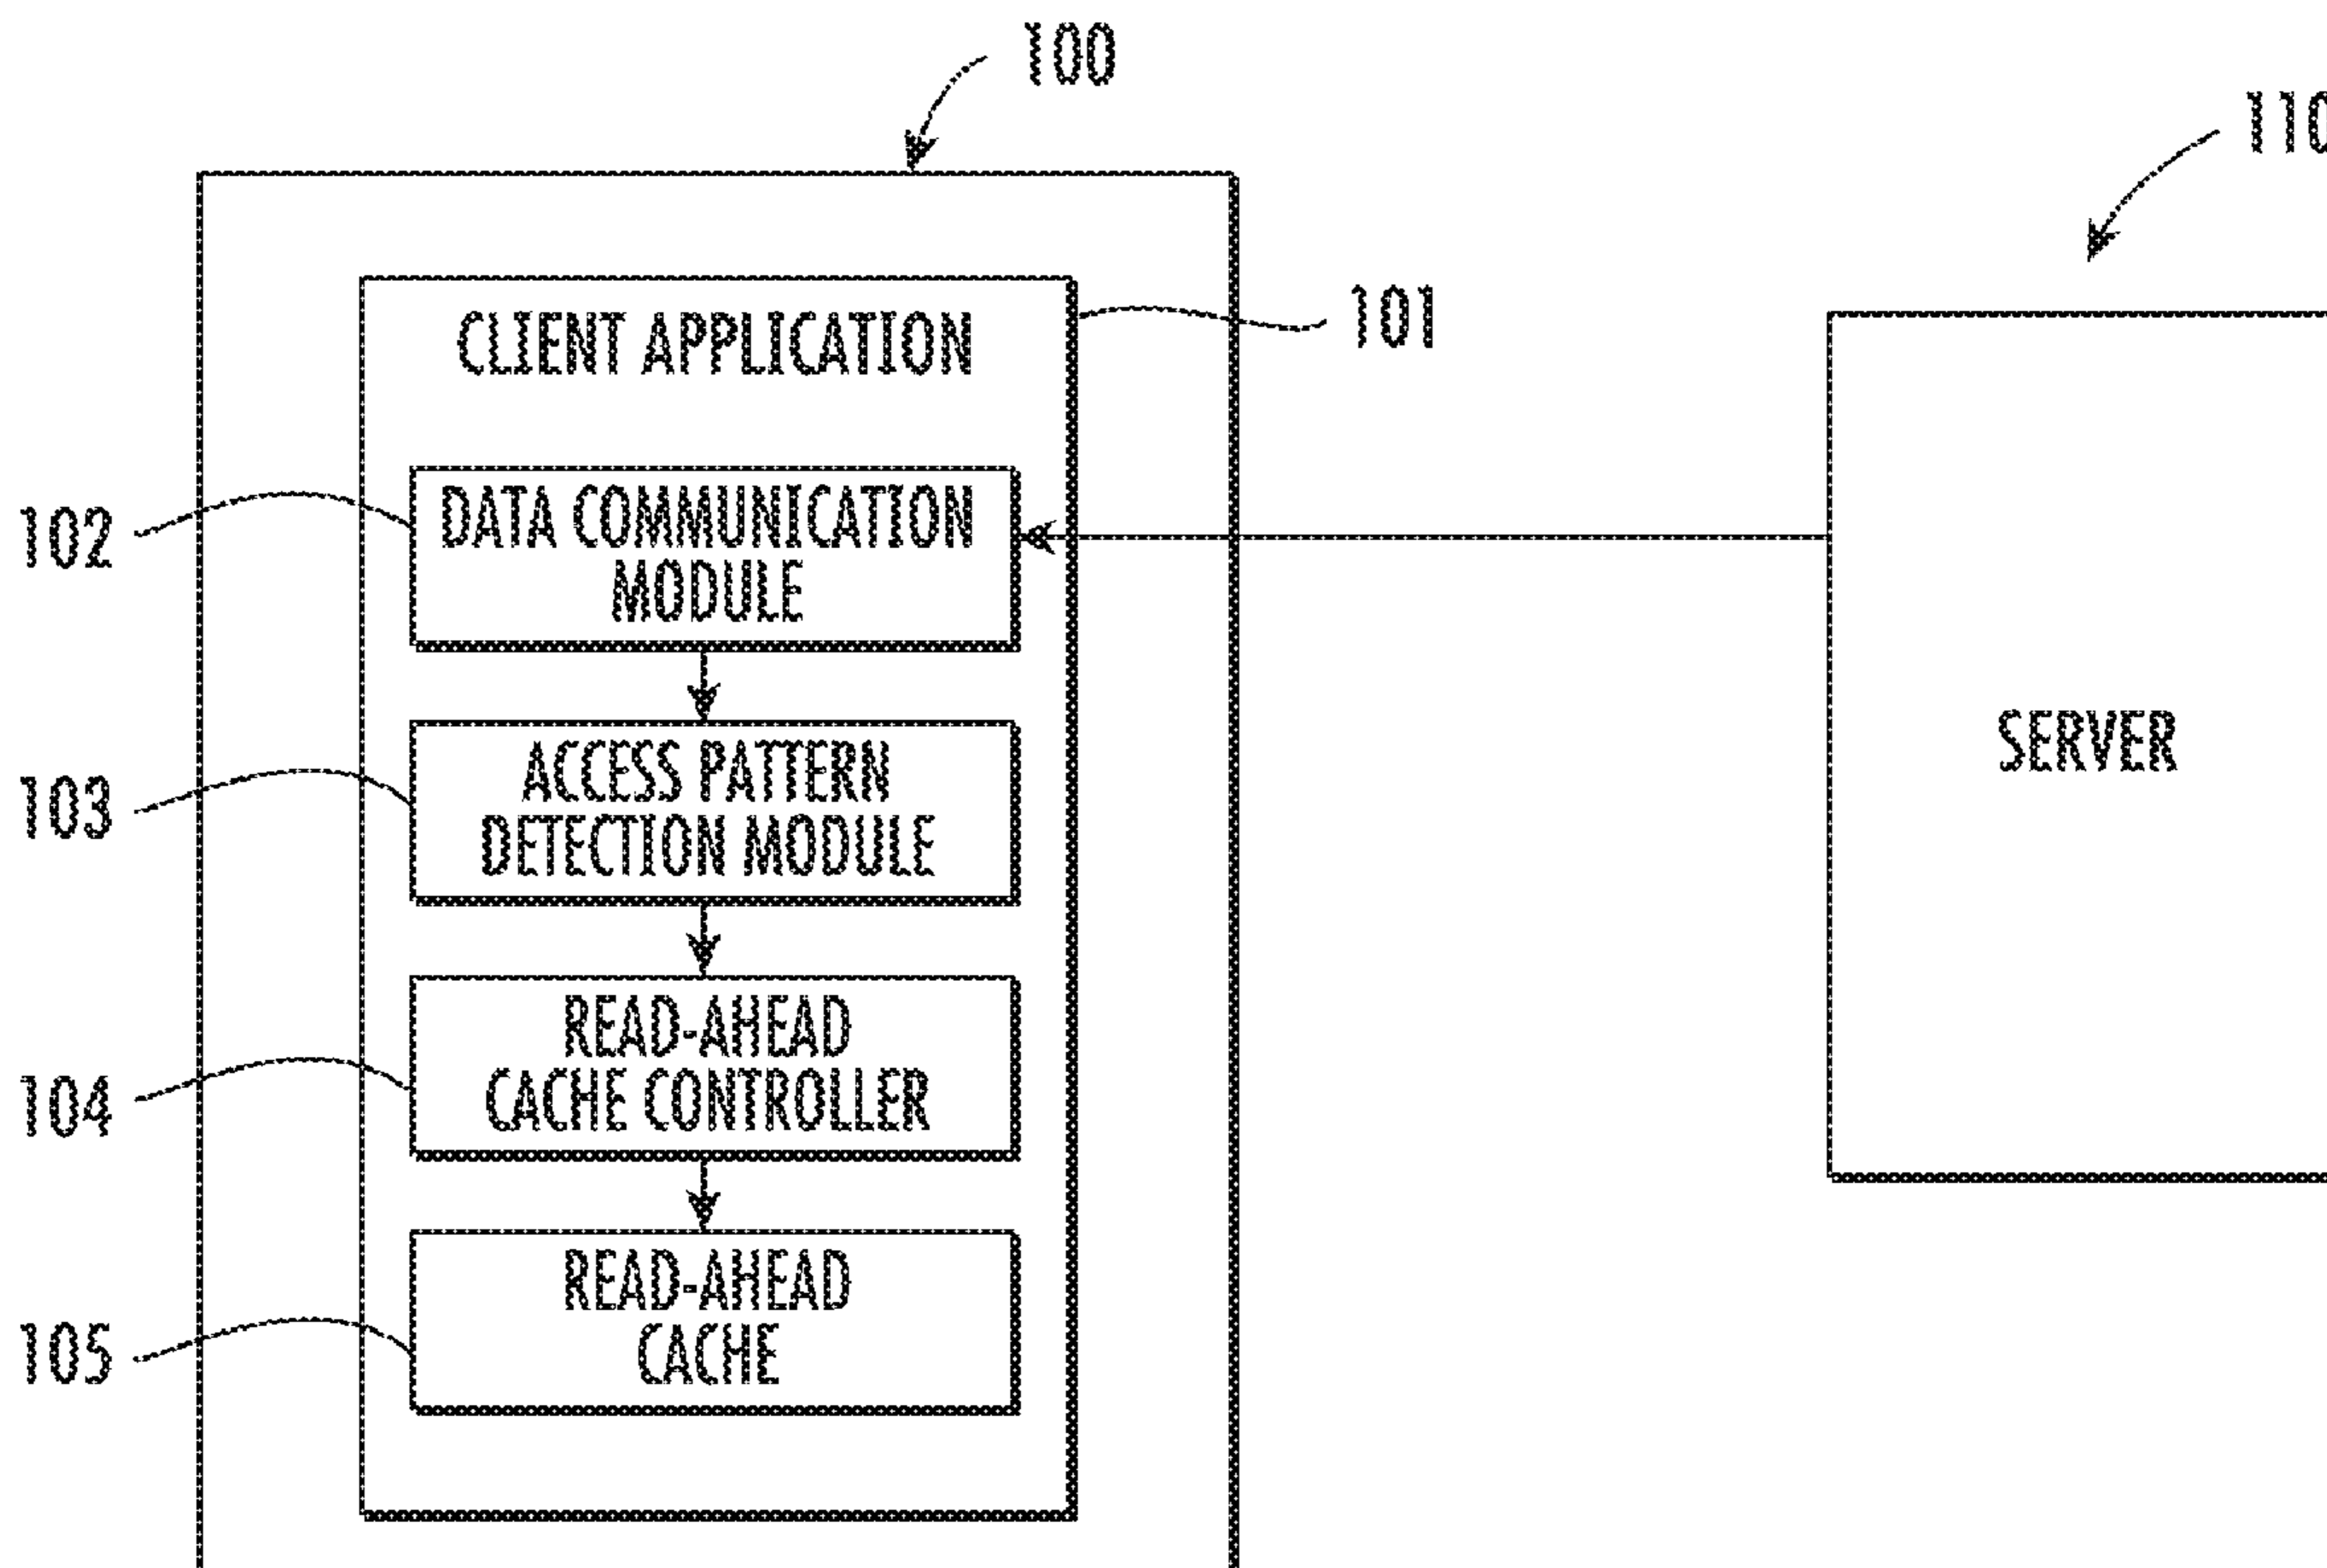 100
110
CLIENT APPLICATION
101
DATA COMMUNICATION
MODULE
102
ACCESS PATTERN
DETECTION MODULE
103
SERVER
READ-AHEAD
CACHE CONTROLLER
104
READ-AHEAD
CACHE
105